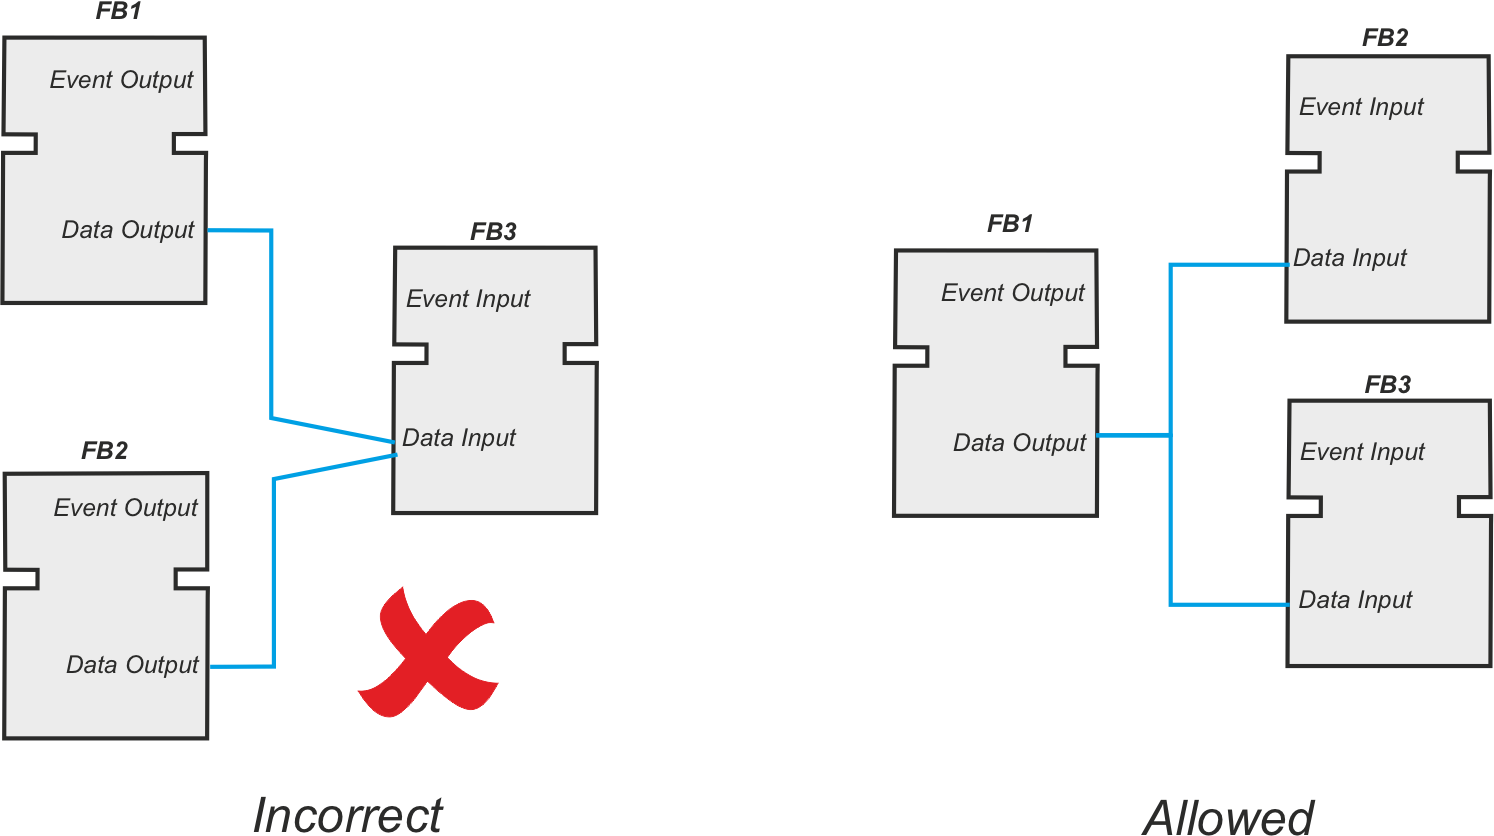 FB1
Event Output
Data Output
FB2
Event Output
Data Output
FB3
Event Input
Data Input
Incorrect
FB1
Event Output
Data Output
FB2
Event Input
Data Input
FB3
Event Input
Data Input
Allowed